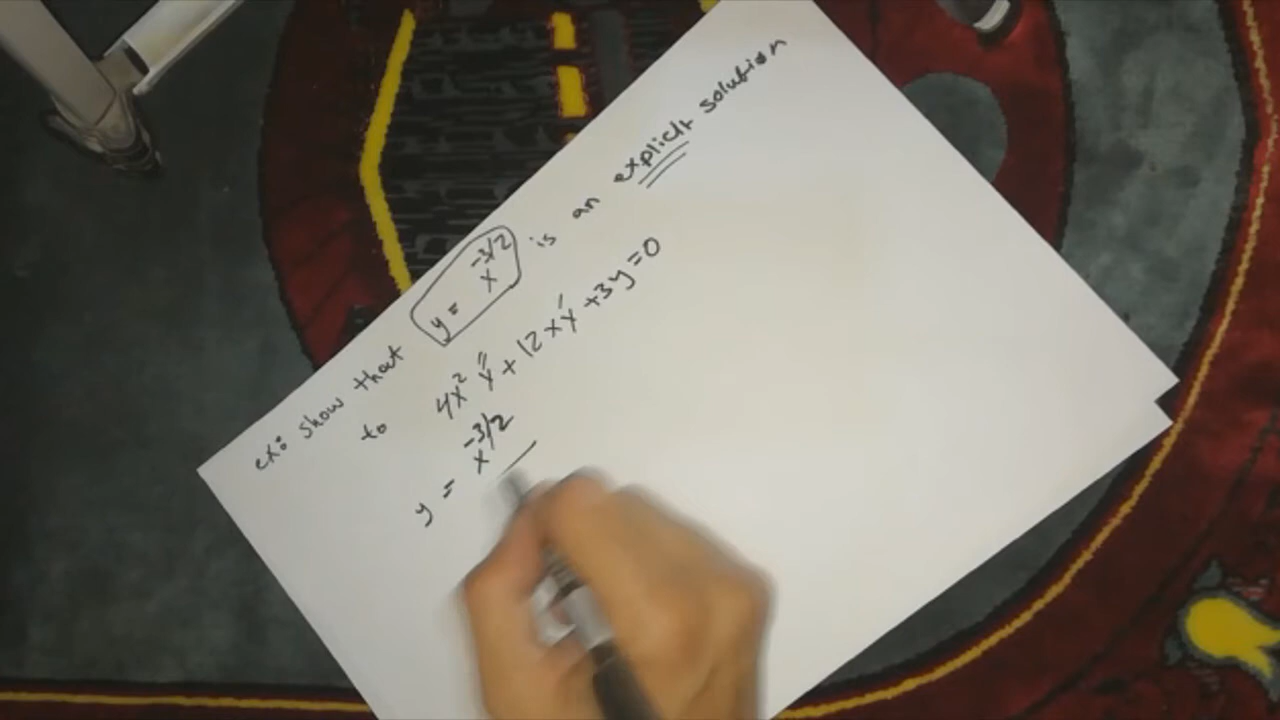 ex: show that y = x^{-3/2} is an explicit solution
to 4x² y'' + 12xy' + 3y = 0
y = x^{-3/2}